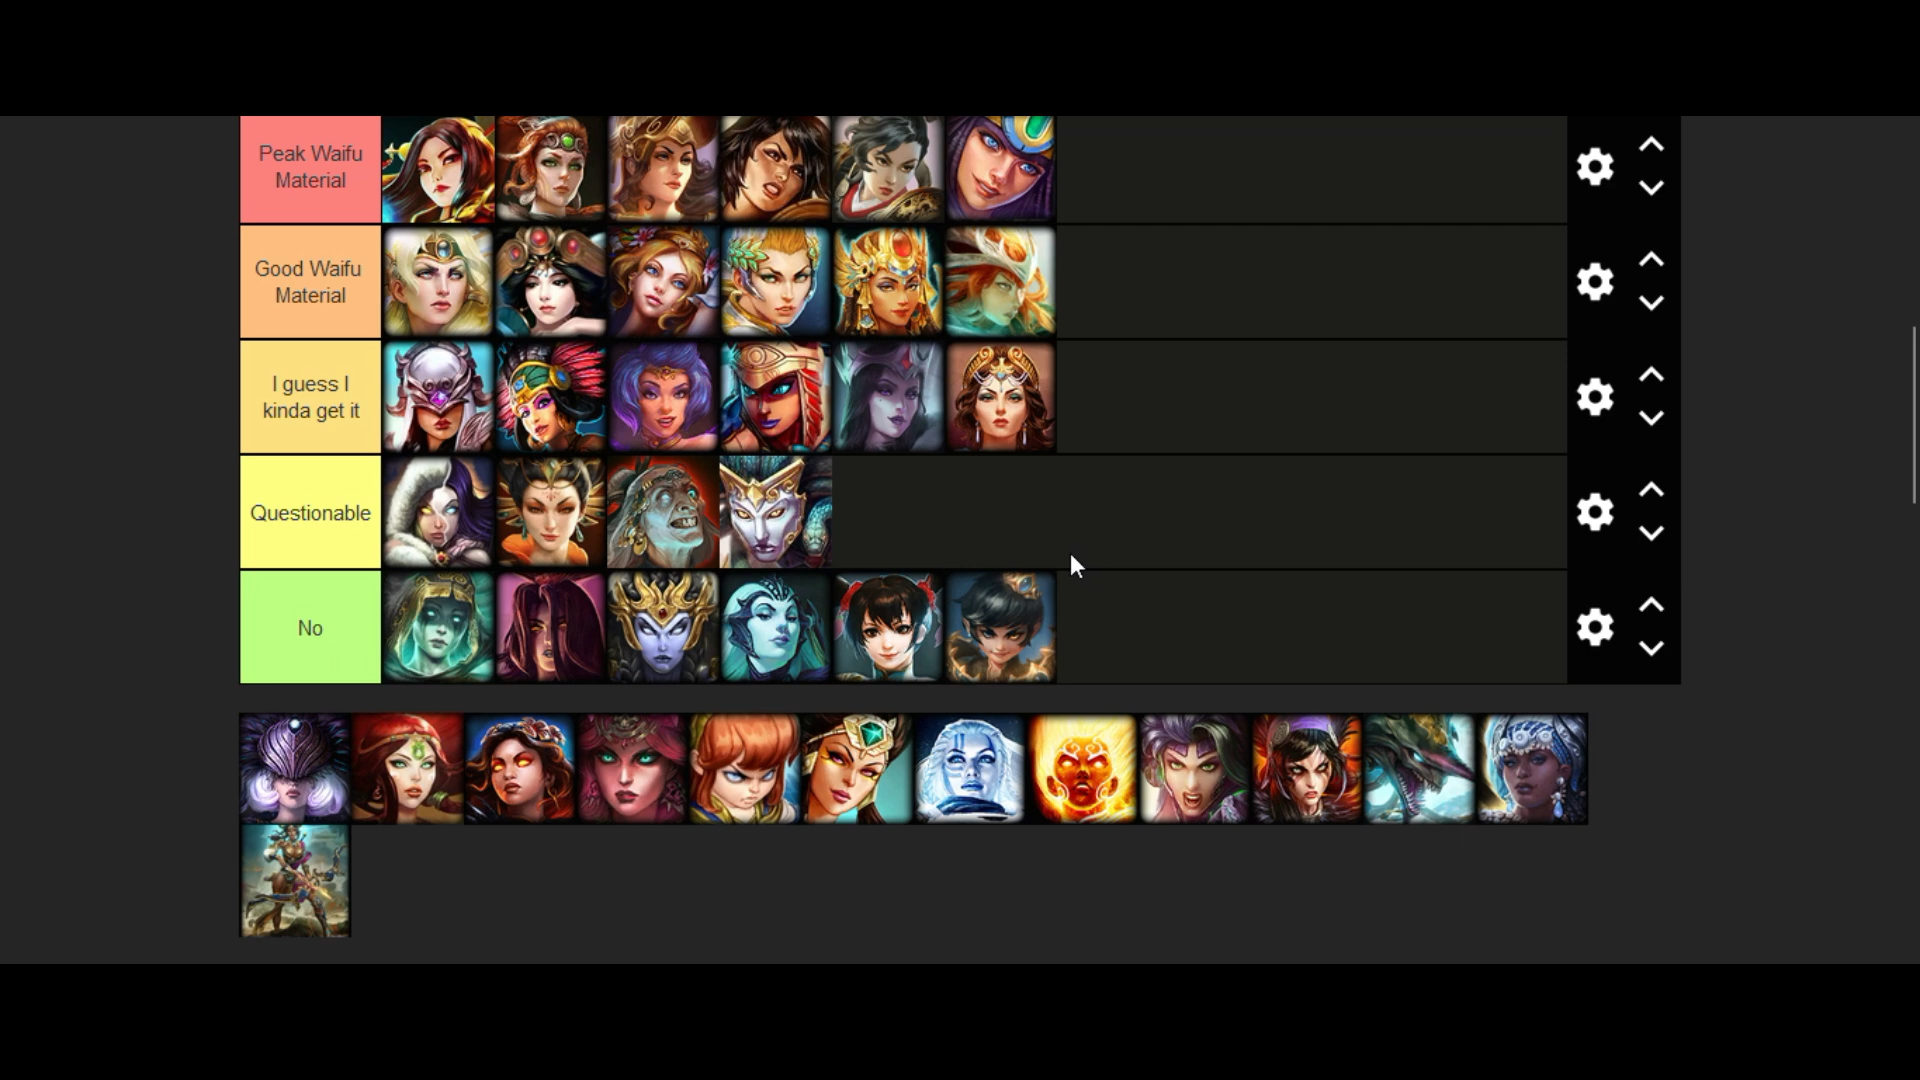 Peak Waifu
Material
Good Waifu
Material
I guess I
kinda get it
Questionable
No